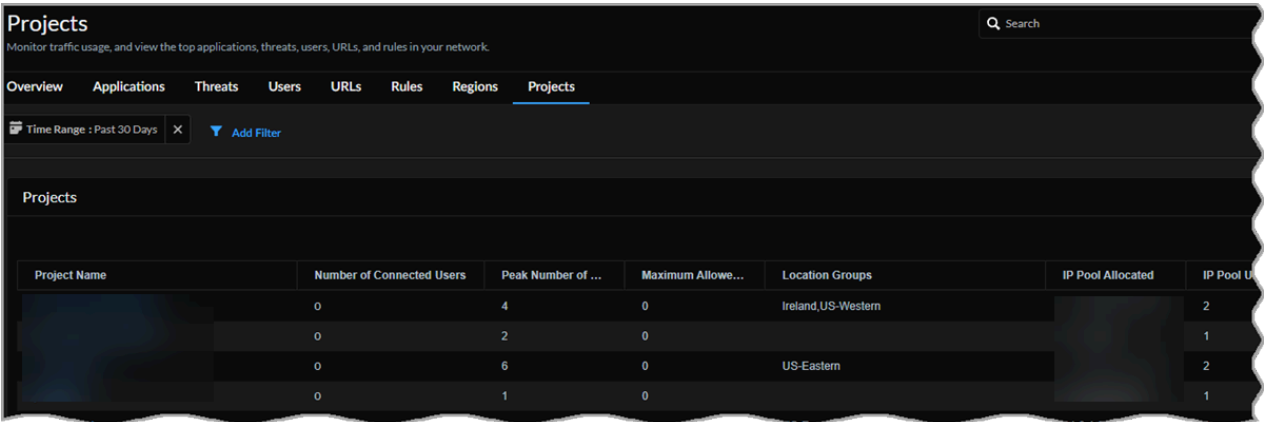 Projects
Search
Monitor traffic usage, and view the top applications, threats, users, URLs, and rules in your network.
Overview Applications Threats Users URLs Rules Regions Projects
Time Range : Past 30 Days X Add Filter
Projects
Project Name Number of Connected Users Peak Number of ... Maximum Allowe... Location Groups IP Pool Allocated IP Pool U
0 4 0 Ireland,US-Western 2
0 2 0 1
0 6 0 US-Eastern 2
0 1 0 1